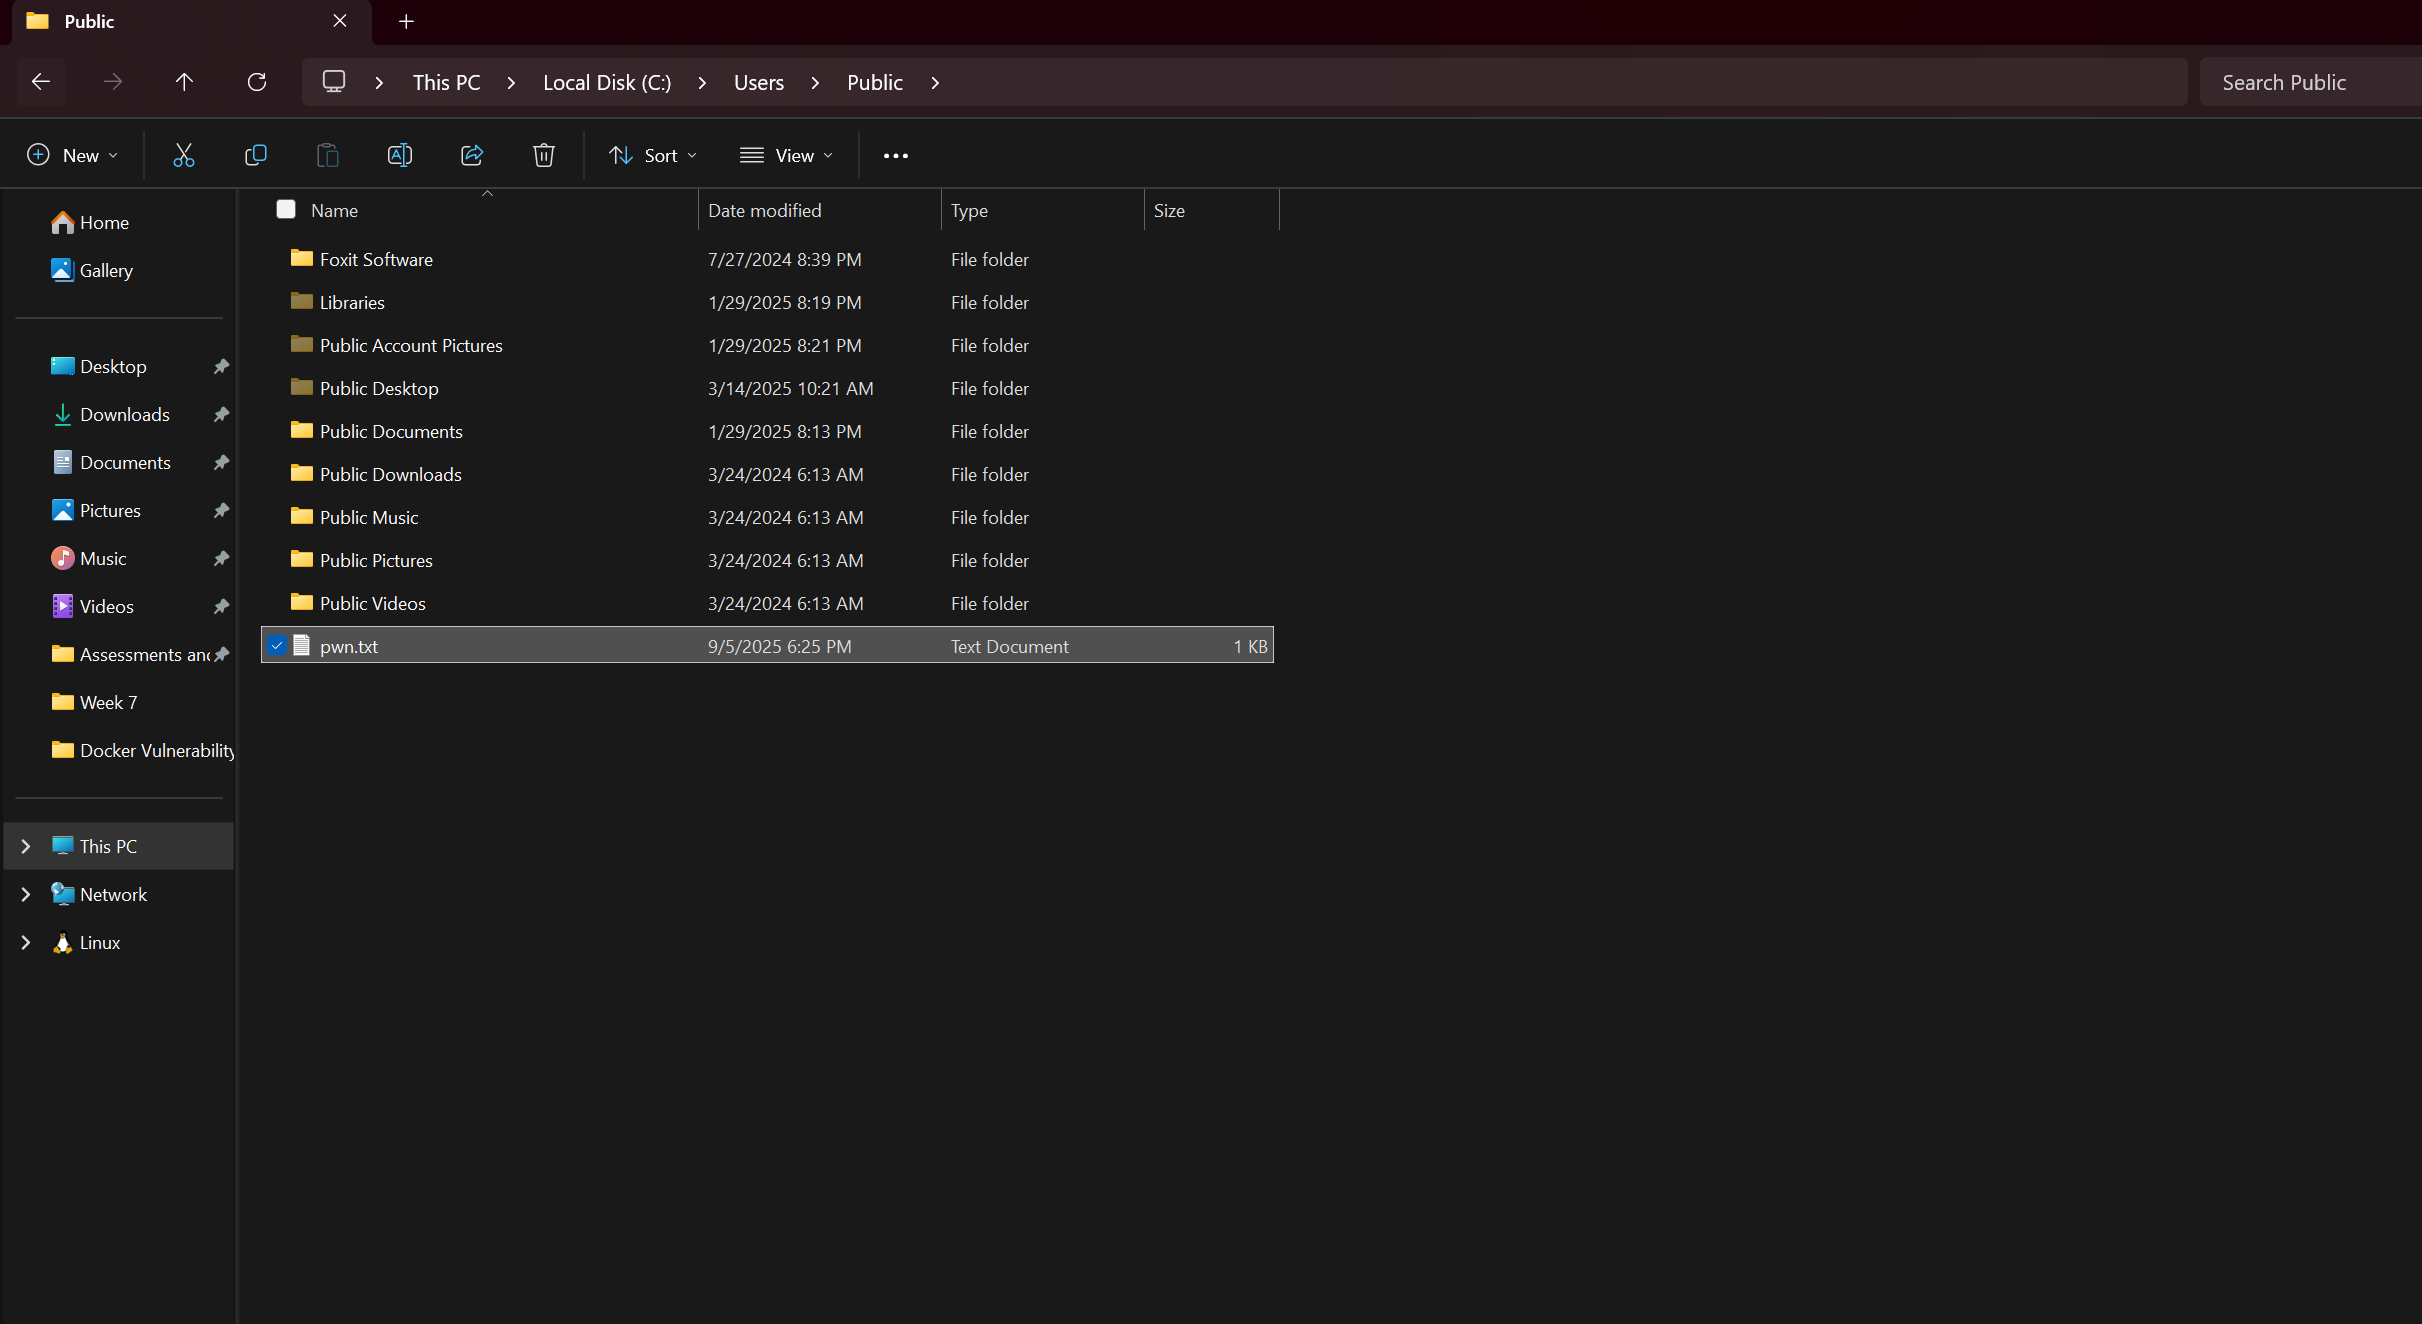 Public
This PC > Local Disk (C:) > Users > Public >
Search Public
New
Sort
View
Home
Gallery
Desktop
Downloads
Documents
Pictures
Music
Videos
Assessments an
Week 7
Docker Vulnerability
This PC
Network
Linux
Name Date modified Type Size
Foxit Software 7/27/2024 8:39 PM File folder
Libraries 1/29/2025 8:19 PM File folder
Public Account Pictures 1/29/2025 8:21 PM File folder
Public Desktop 3/14/2025 10:21 AM File folder
Public Documents 1/29/2025 8:13 PM File folder
Public Downloads 3/24/2024 6:13 AM File folder
Public Music 3/24/2024 6:13 AM File folder
Public Pictures 3/24/2024 6:13 AM File folder
Public Videos 3/24/2024 6:13 AM File folder
pwn.txt 9/5/2025 6:25 PM Text Document 1 KB